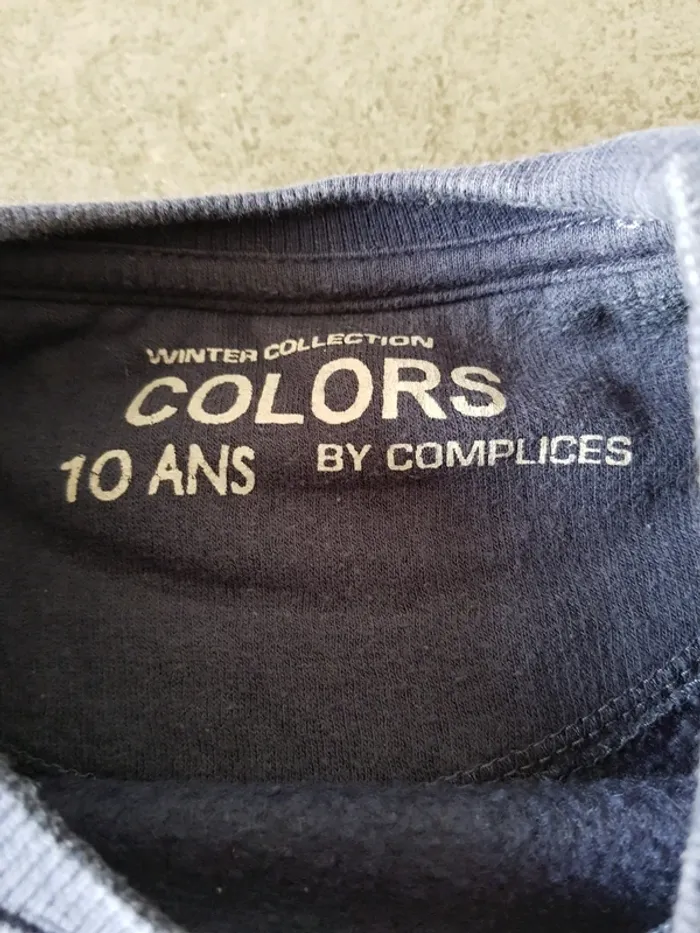 WINTER COLLECTION
COLORS
10 ANS BY COMPLICES